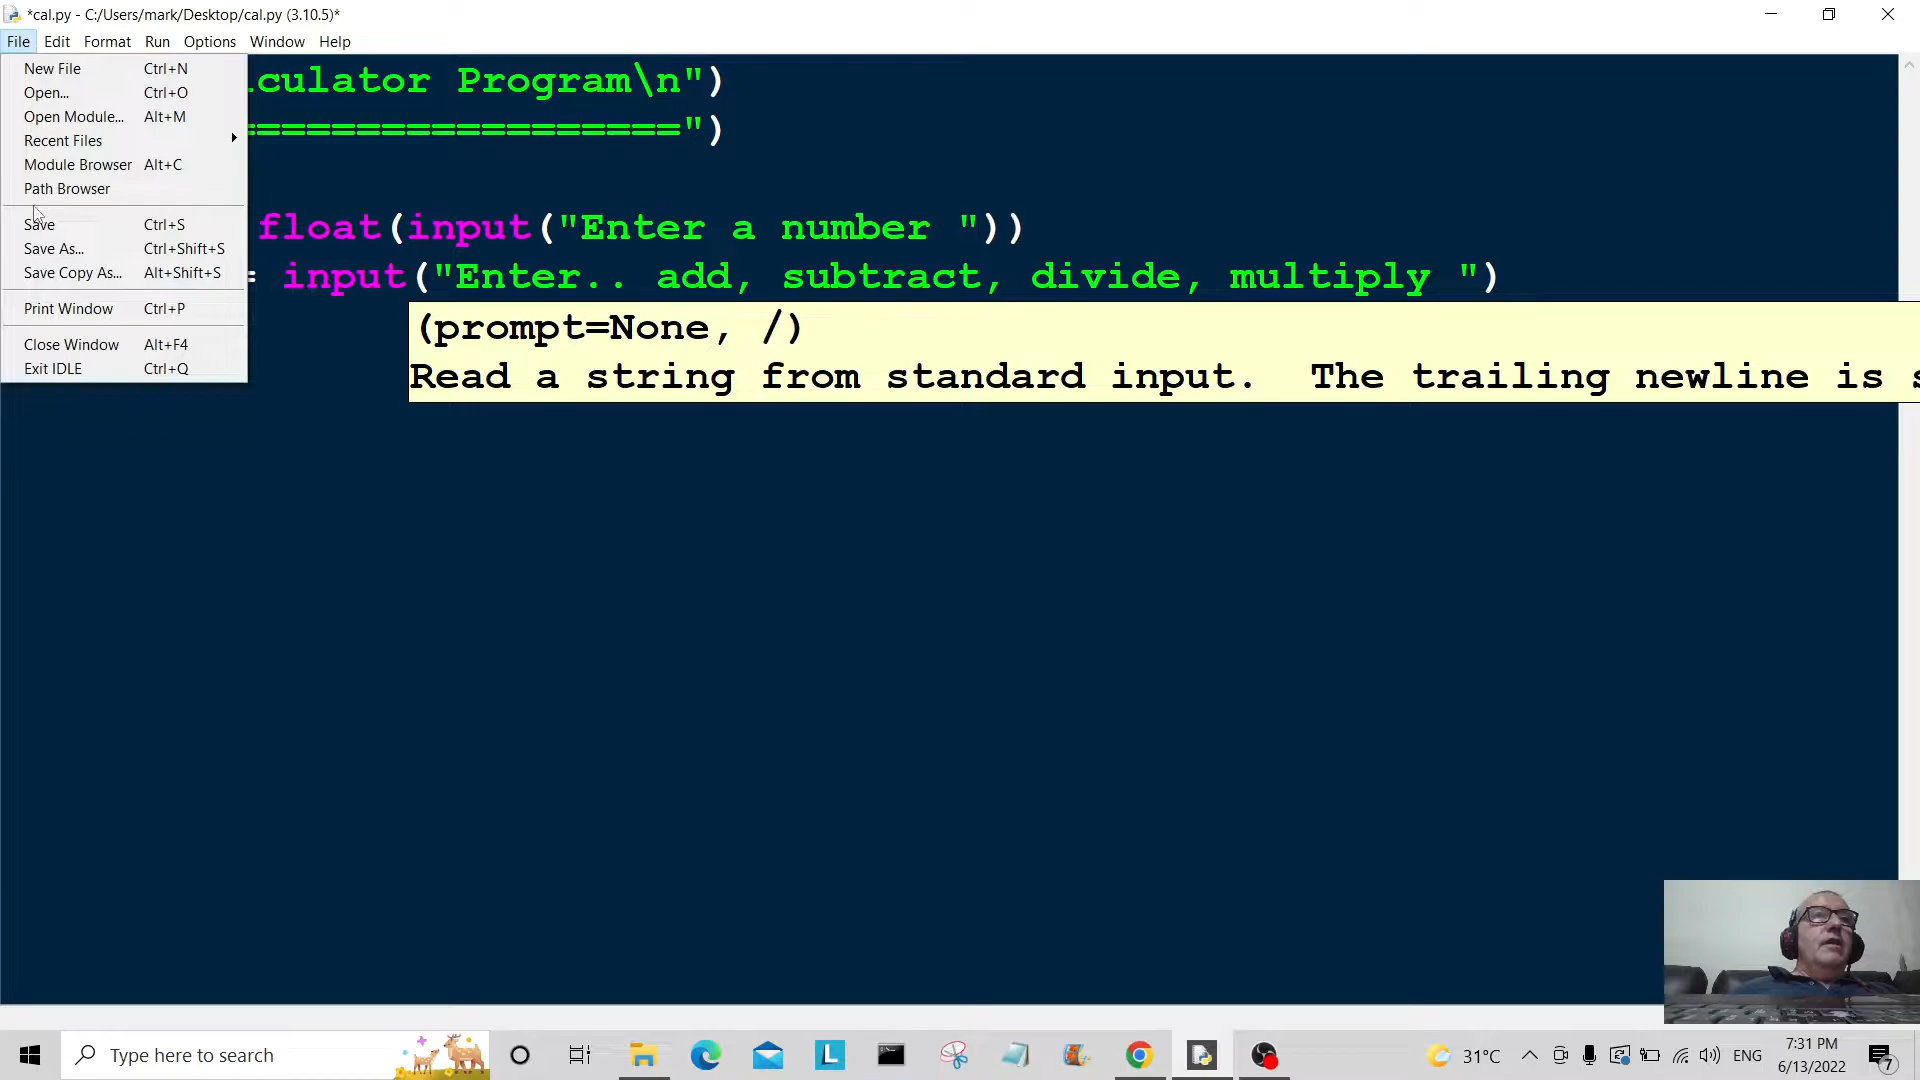 *cal.py - C:/Users/mark/Desktop/cal.py (3.10.5)*
File Edit Format Run Options Window Help
New File Ctrl+N
Open... Ctrl+O
Open Module... Alt+M
Recent Files
Module Browser Alt+C
Path Browser
Save Ctrl+S
Save As... Ctrl+Shift+S
Save Copy As... Alt+Shift+S
Print Window Ctrl+P
Close Window Alt+F4
Exit IDLE Ctrl+Q
culator Program\n")
==================")
float(input("Enter a number "))
= input("Enter.. add, subtract, divide, multiply ")
(prompt=None, /)
Read a string from standard input. The trailing newline is s
Type here to search
L
31°C
ENG
7:31 PM
6/13/2022
7